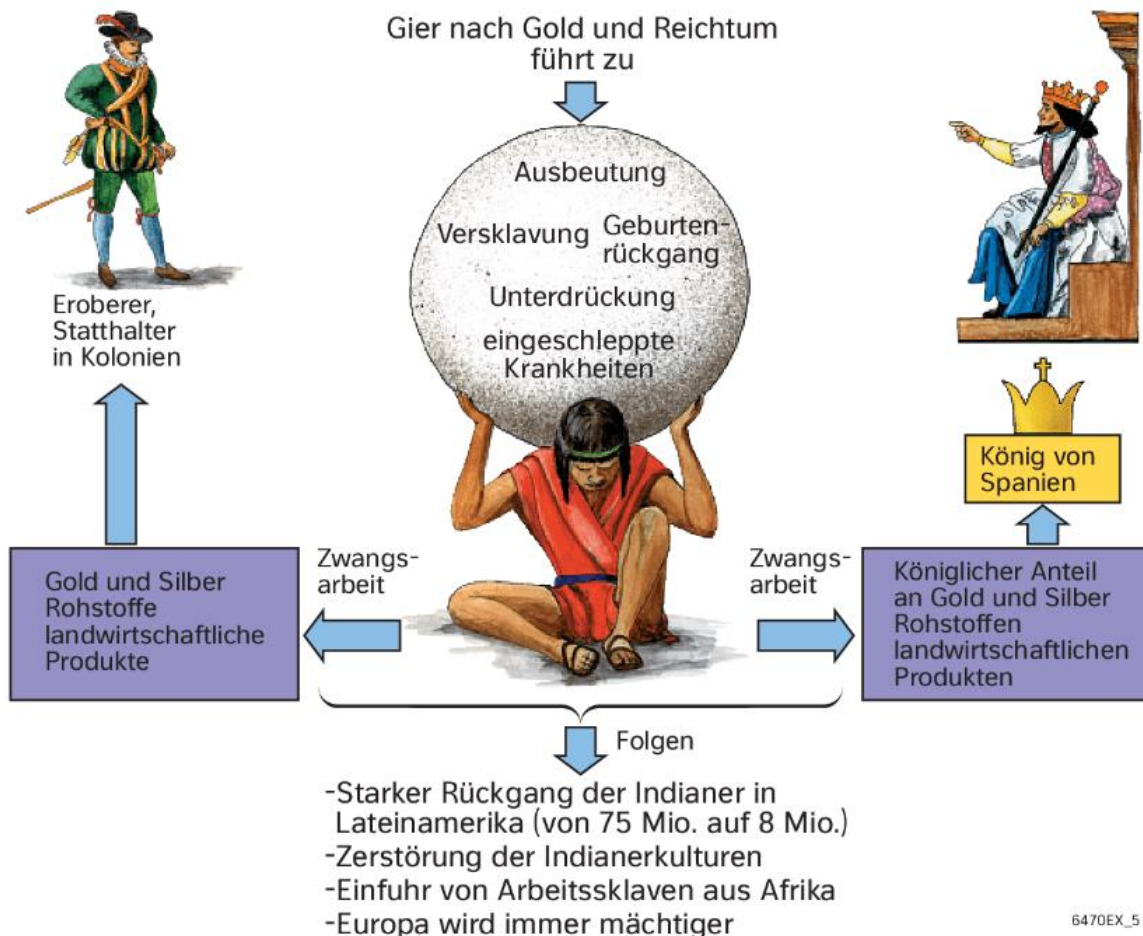 Gier nach Gold und Reichtum
führt zu
Ausbeutung
Versklavung
Geburten-
rückgang
Unterdrückung
eingeschleppte
Krankheiten
Eroberer,
Statthalter
in Kolonien
König von
Spanien
Gold und Silber
Rohstoffe
landwirtschaftliche
Produkte
Zwangs-
arbeit
Zwangs-
arbeit
Königlicher Anteil
an Gold und Silber
Rohstoffen
landwirtschaftlichen
Produkten
Folgen
-Starker Rückgang der Indianer in
Lateinamerika (von 75 Mio. auf 8 Mio.)
-Zerstörung der Indianerkulturen
-Einfuhr von Arbeitssklaven aus Afrika
-Europa wird immer mächtiger
6470EX_5